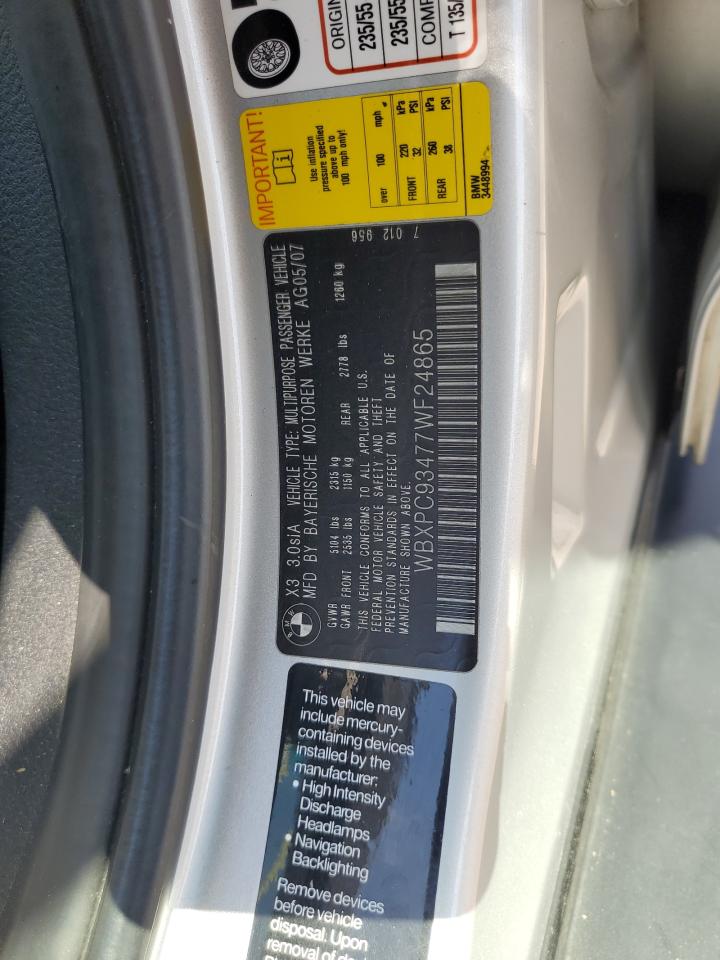 ORIGIN
235/55
235/55
COMP
T 135/
IMPORTANT!
Use inflation
pressure specified
above up to
100 mph only!
over 100 mph
kPa
PSI
kPa
PSI
FRONT 220
32
REAR 260
38
BMW
3448994
BMW
X3 3.0siA VEHICLE TYPE: MULTIPURPOSE PASSENGER VEHICLE
MFD BY BAYERISCHE MOTOREN WERKE AG05/07
GVWR 5104 lbs 2315 kg
GAWR FRONT 2535 lbs 1150 kg REAR 2778 lbs 1260 kg
THIS VEHICLE CONFORMS TO ALL APPLICABLE U.S.
FEDERAL MOTOR VEHICLE SAFETY AND THEFT
PREVENTION STANDARDS IN EFFECT ON THE DATE OF
MANUFACTURE SHOWN ABOVE.
7 012 956
WBXPC93477WF24865
This vehicle may
include mercury-
containing devices
installed by the
manufacturer:
• High Intensity
Discharge
Headlamps
• Navigation
Backlighting
Remove devices
before vehicle
disposal. Upon
removal of